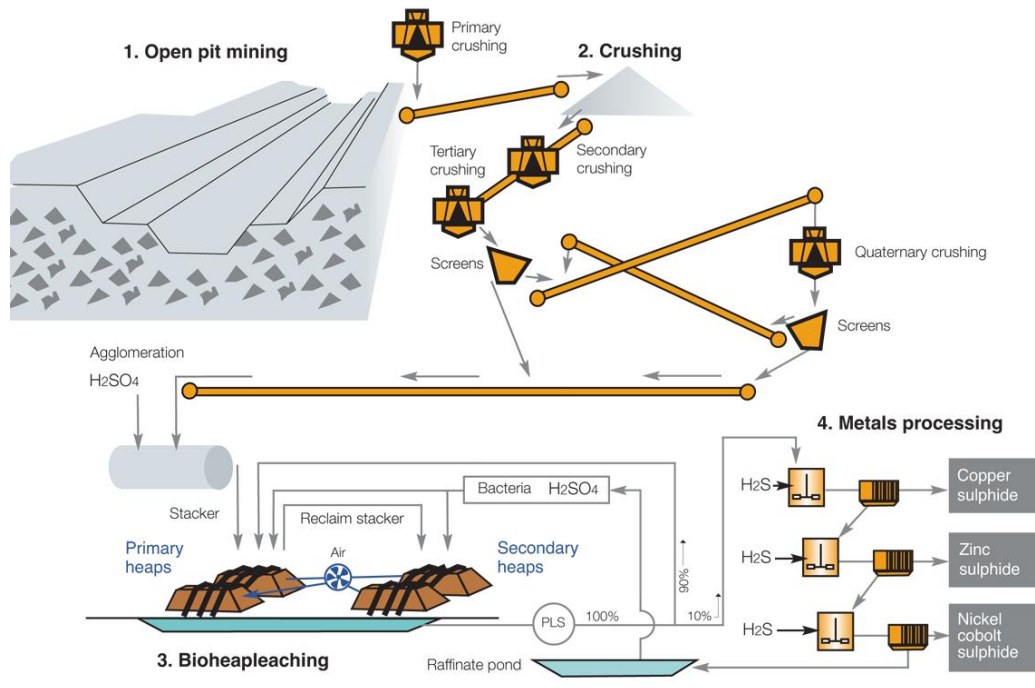 1. Open pit mining
Primary
crushing
2. Crushing
Tertiary
crushing
Secondary
crushing
Screens
Quaternary crushing
Screens
Agglomeration
H2SO4
Stacker
Reclaim stacker
Bacteria H2SO4
Primary
heaps
Air
Secondary
heaps
PLS
100%
90%
10%
3. Bioheapleaching
Raffinate pond
4. Metals processing
H2S
Copper
sulphide
H2S
Zinc
sulphide
H2S
Nickel
cobolt
sulphide